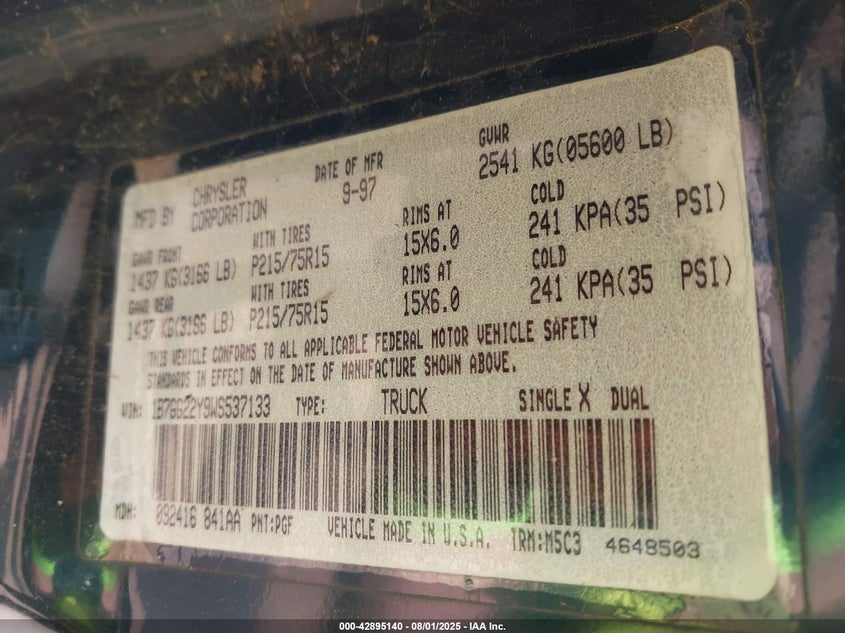 MFD BY CHRYSLER CORPORATION DATE OF MFR 9-97 GVWR 2541 KG(05600 LB)
GAWR FRONT WITH TIRES RIMS AT COLD
1437 KG(3166 LB) P215/75R15 15X6.0 241 KPA(35 PSI)
GAWR REAR WITH TIRES RIMS AT COLD
1437 KG(3166 LB) P215/75R15 15X6.0 241 KPA(35 PSI)
THIS VEHICLE CONFORMS TO ALL APPLICABLE FEDERAL MOTOR VEHICLE SAFETY
STANDARDS IN EFFECT ON THE DATE OF MANUFACTURE SHOWN ABOVE.
VIN: 1B7GG22Y9WS537133 TYPE: TRUCK SINGLE X DUAL
MDH: 092416 841AA PNT:PGF VEHICLE MADE IN U.S.A. TRM:M5C3 4648503
000-42895140 - 08/01/2025 - IAA Inc.